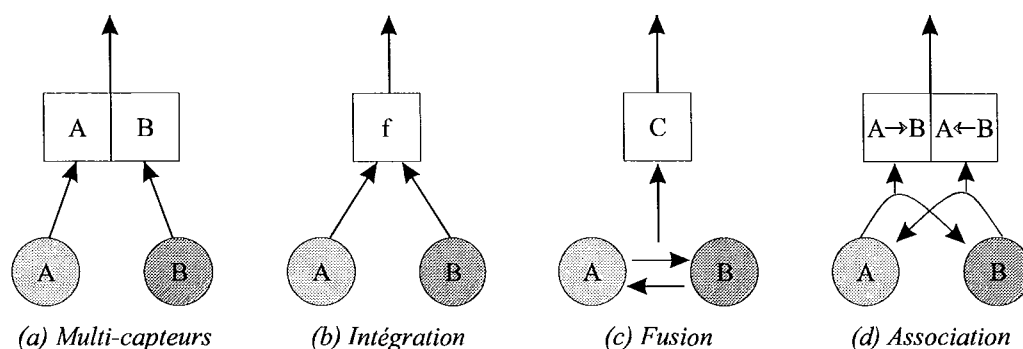 A B
f
C
A→B A←B
A B
A B
A B
A B
(a) Multi-capteurs
(b) Intégration
(c) Fusion
(d) Association